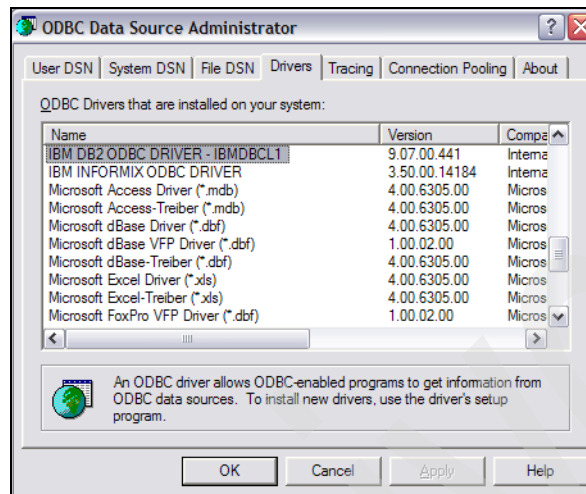 ODBC Data Source Administrator
User DSN System DSN File DSN Drivers Tracing Connection Pooling About
ODBC Drivers that are installed on your system:
Name Version Compa
IBM DB2 ODBC DRIVER - IBMDBCL1 9.07.00.441 Interna
IBM INFORMIX ODBC DRIVER 3.50.00.14184 Interna
Microsoft Access Driver (*.mdb) 4.00.6305.00 Micros
Microsoft Access-Treiber (*.mdb) 4.00.6305.00 Micros
Microsoft dBase Driver (*.dbf) 4.00.6305.00 Micros
Microsoft dBase VFP Driver (*.dbf) 1.00.02.00 Micros
Microsoft dBase-Treiber (*.dbf) 4.00.6305.00 Micros
Microsoft Excel Driver (*.xls) 4.00.6305.00 Micros
Microsoft Excel-Treiber (*.xls) 4.00.6305.00 Micros
Microsoft FoxPro VFP Driver (*.dbf) 1.00.02.00 Micros
An ODBC driver allows ODBC-enabled programs to get information from
ODBC data sources. To install new drivers, use the driver's setup
program.
OK Cancel Apply Help